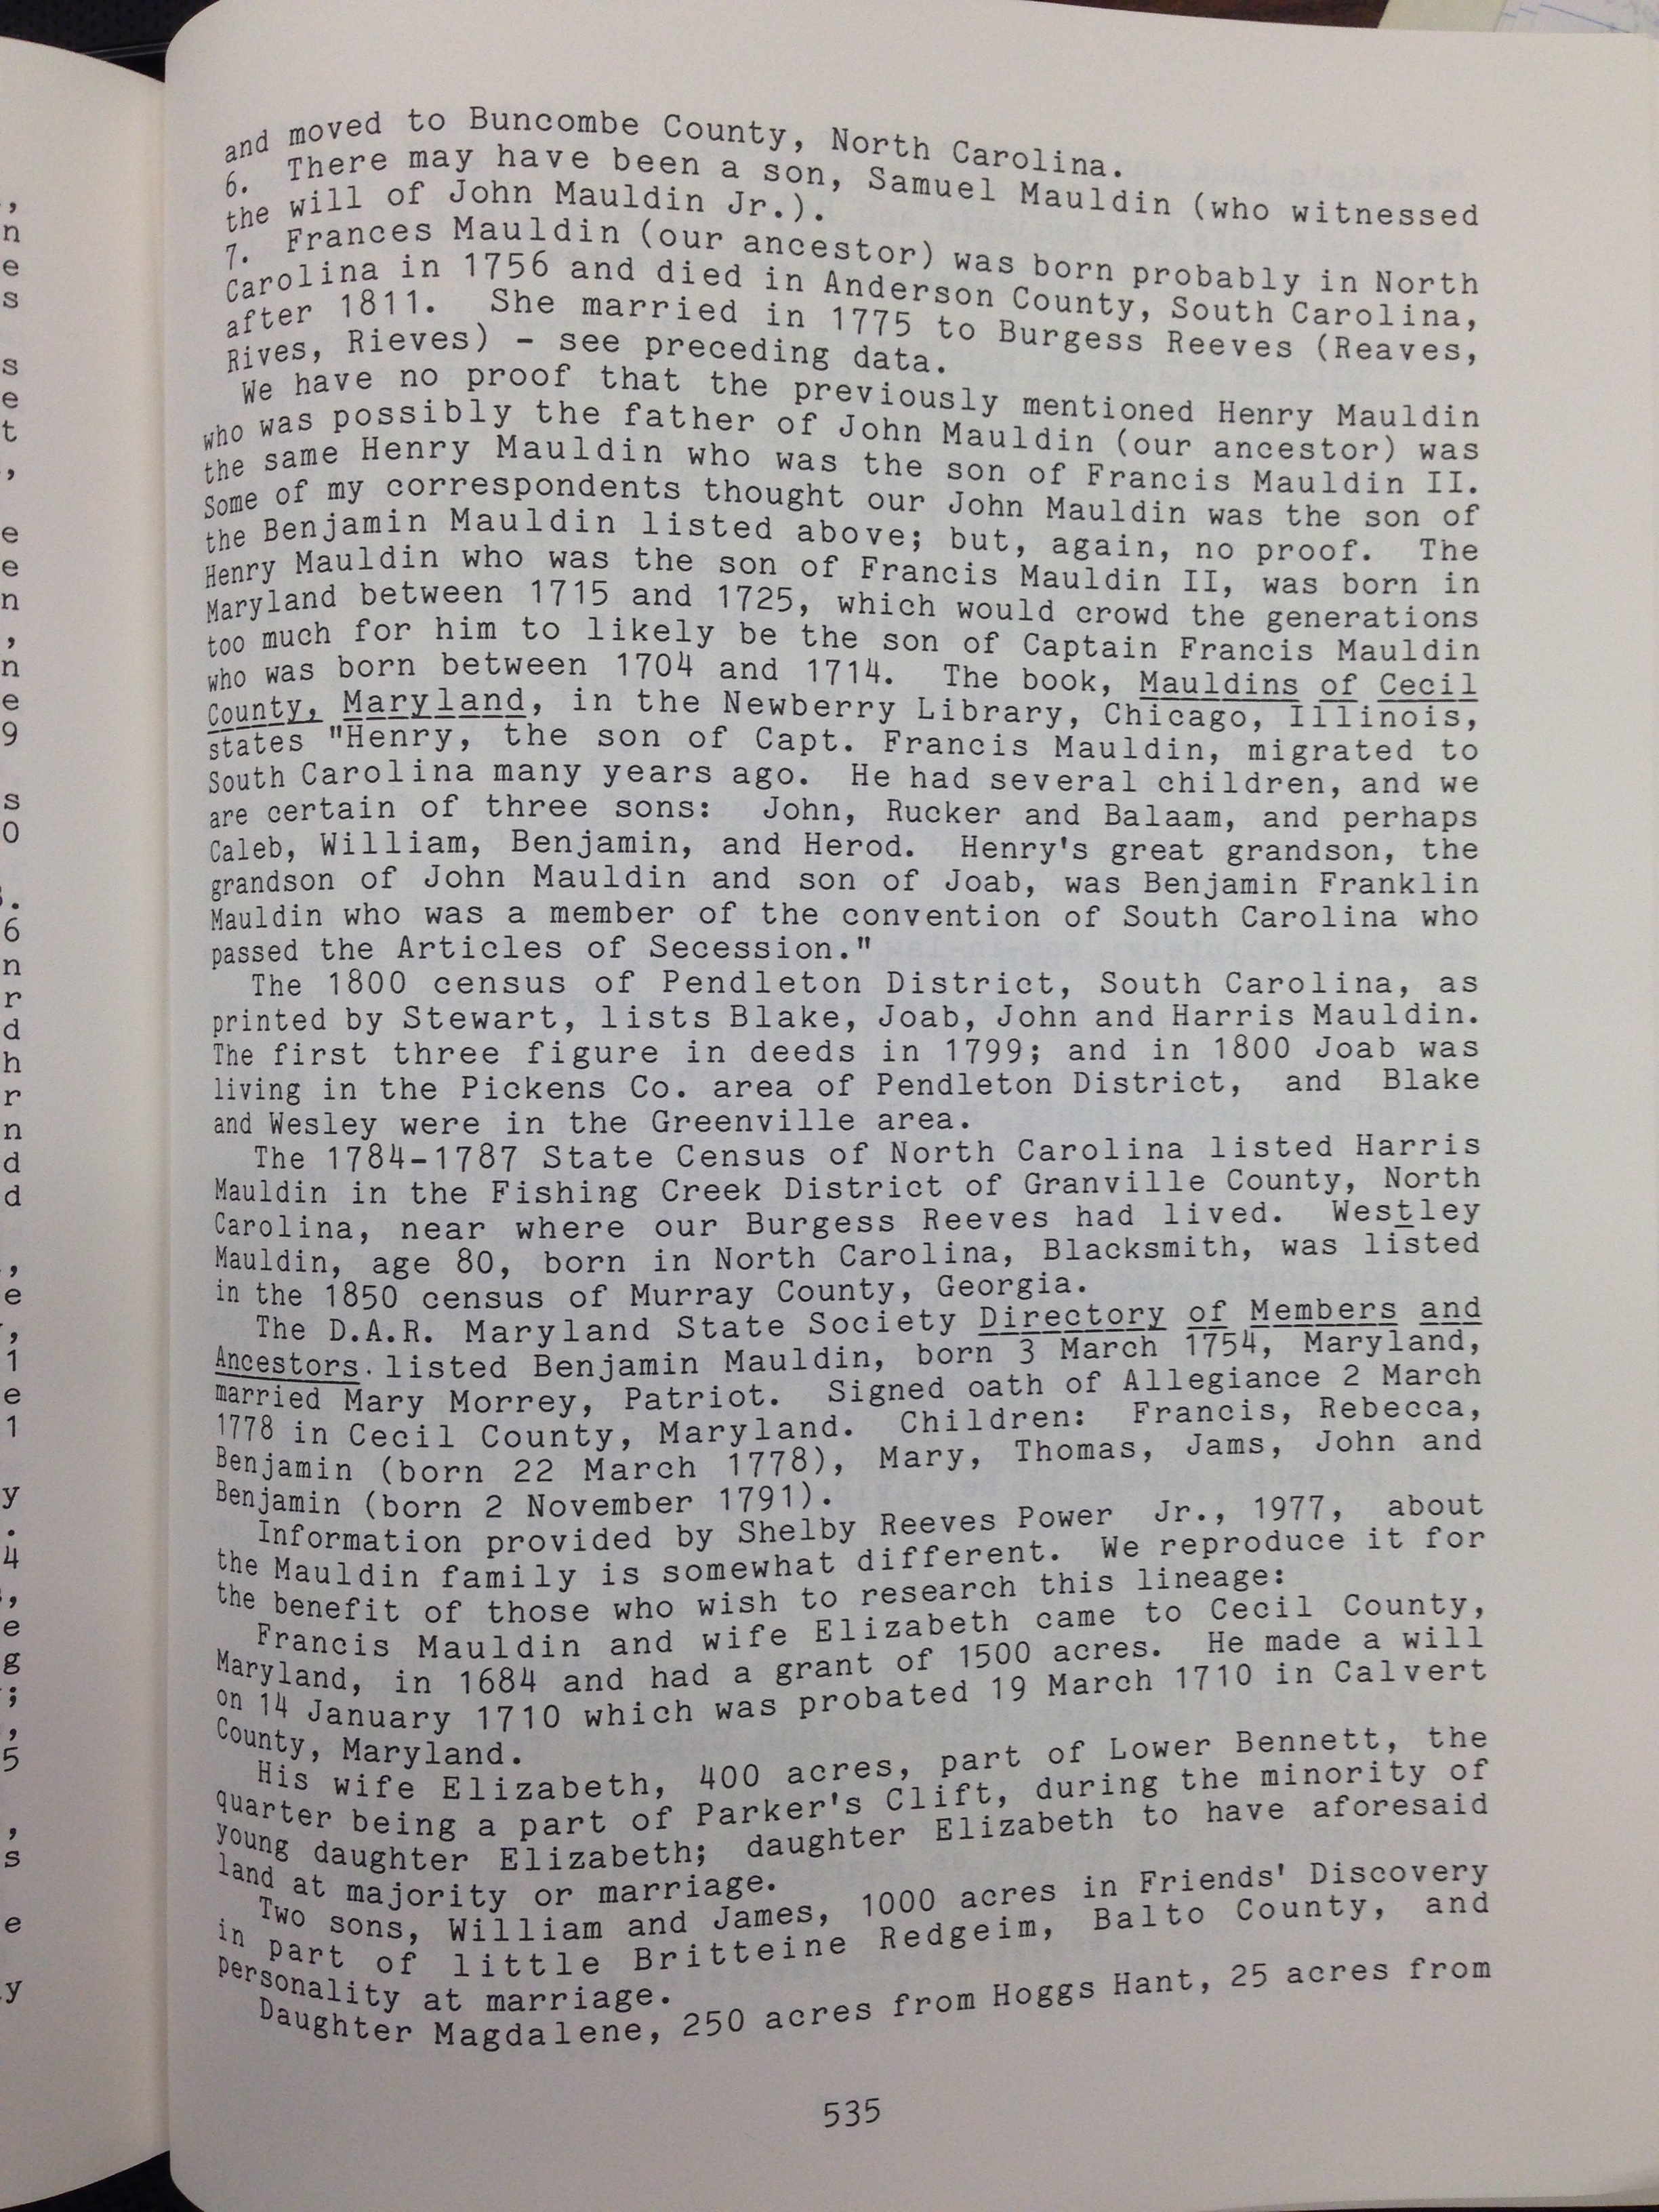 and moved to Buncombe County, North Carolina.
6. There may have been a son, Samuel Mauldin (who witnessed
the will of John Mauldin Jr.).
7. Frances Mauldin (our ancestor) was born probably in North
Carolina in 1756 and died in Anderson County, South Carolina,
after 1811. She married in 1775 to Burgess Reeves (Reaves,
Rives, Rieves) - see preceding data.
We have no proof that the previously mentioned Henry Mauldin
who was possibly the father of John Mauldin (our ancestor) was
the same Henry Mauldin who was the son of Francis Mauldin II.
Some of my correspondents thought our John Mauldin was the son of
the Benjamin Mauldin listed above; but, again, no proof. The
Henry Mauldin who was the son of Francis Mauldin II, was born in
Maryland between 1715 and 1725, which would crowd the generations
too much for him to likely be the son of Captain Francis Mauldin
who was born between 1704 and 1714. The book, Mauldins of Cecil
County, Maryland, in the Newberry Library, Chicago, Illinois,
states "Henry, the son of Capt. Francis Mauldin, migrated to
South Carolina many years ago. He had several children, and we
are certain of three sons: John, Rucker and Balaam, and perhaps
Caleb, William, Benjamin, and Herod. Henry's great grandson, the
grandson of John Mauldin and son of Joab, was Benjamin Franklin
Mauldin who was a member of the convention of South Carolina who
passed the Articles of Secession."
The 1800 census of Pendleton District, South Carolina, as
printed by Stewart, lists Blake, Joab, John and Harris Mauldin.
The first three figure in deeds in 1799; and in 1800 Joab was
living in the Pickens Co. area of Pendleton District, and Blake
and Wesley were in the Greenville area.
The 1784-1787 State Census of North Carolina listed Harris
Mauldin in the Fishing Creek District of Granville County, North
Carolina, near where our Burgess Reeves had lived. Westley
Mauldin, age 80, born in North Carolina, Blacksmith, was listed
in the 1850 census of Murray County, Georgia.
The D.A.R. Maryland State Society Directory of Members and
Ancestors. listed Benjamin Mauldin, born 3 March 1754, Maryland,
married Mary Morrey, Patriot. Signed oath of Allegiance 2 March
1778 in Cecil County, Maryland. Children: Francis, Rebecca,
Benjamin (born 22 March 1778), Mary, Thomas, Jams, John and
Benjamin (born 2 November 1791).
Information provided by Shelby Reeves Power Jr., 1977, about
the Mauldin family is somewhat different. We reproduce it for
the benefit of those who wish to research this lineage:
Francis Mauldin and wife Elizabeth came to Cecil County,
Maryland, in 1684 and had a grant of 1500 acres. He made a will
on 14 January 1710 which was probated 19 March 1710 in Calvert
County, Maryland.
His wife Elizabeth, 400 acres, part of Lower Bennett, the
quarter being a part of Parker's Clift, during the minority of
young daughter Elizabeth; daughter Elizabeth to have aforesaid
land at majority or marriage.
Two sons, William and James, 1000 acres in Friends' Discovery
in part of little Britteine Redgeim, Balto County, and
personality at marriage.
Daughter Magdalene, 250 acres from Hoggs Hant, 25 acres from
535